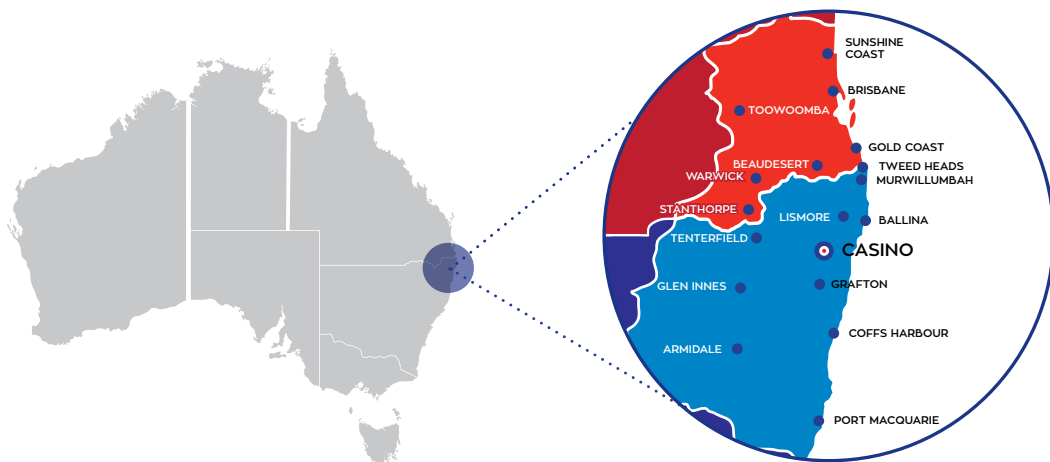 SUNSHINE
COAST
BRISBANE
TOOWOOMBA
GOLD COAST
BEAUDESERT
TWEED HEADS
WARWICK
MURWILLUMBAH
STANTHORPE
LISMORE
BALLINA
TENTERFIELD
CASINO
GLEN INNES
GRAFTON
COFFS HARBOUR
ARMIDALE
PORT MACQUARIE